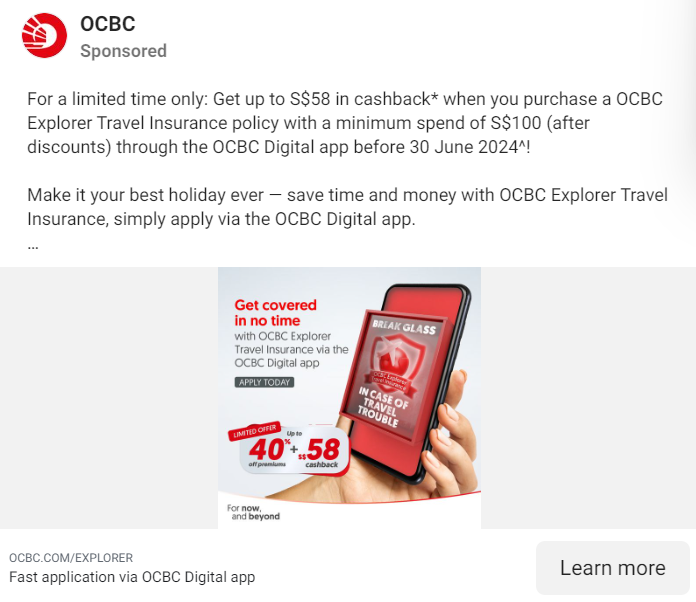 OCBC
Sponsored
For a limited time only: Get up to S$58 in cashback* when you purchase a OCBC
Explorer Travel Insurance policy with a minimum spend of S$100 (after
discounts) through the OCBC Digital app before 30 June 2024^!
Make it your best holiday ever — save time and money with OCBC Explorer Travel
Insurance, simply apply via the OCBC Digital app.
...
Get covered
in no time
with OCBC Explorer
Travel Insurance via the
OCBC Digital app
APPLY TODAY
BREAK GLASS
OCBC Explorer
Travel Insurance
IN CASE OF
TRAVEL
TROUBLE
LIMITED OFFER
Up to
40% + S$58
off premiums cashback
For now,
and beyond
OCBC.COM/EXPLORER
Fast application via OCBC Digital app
Learn more